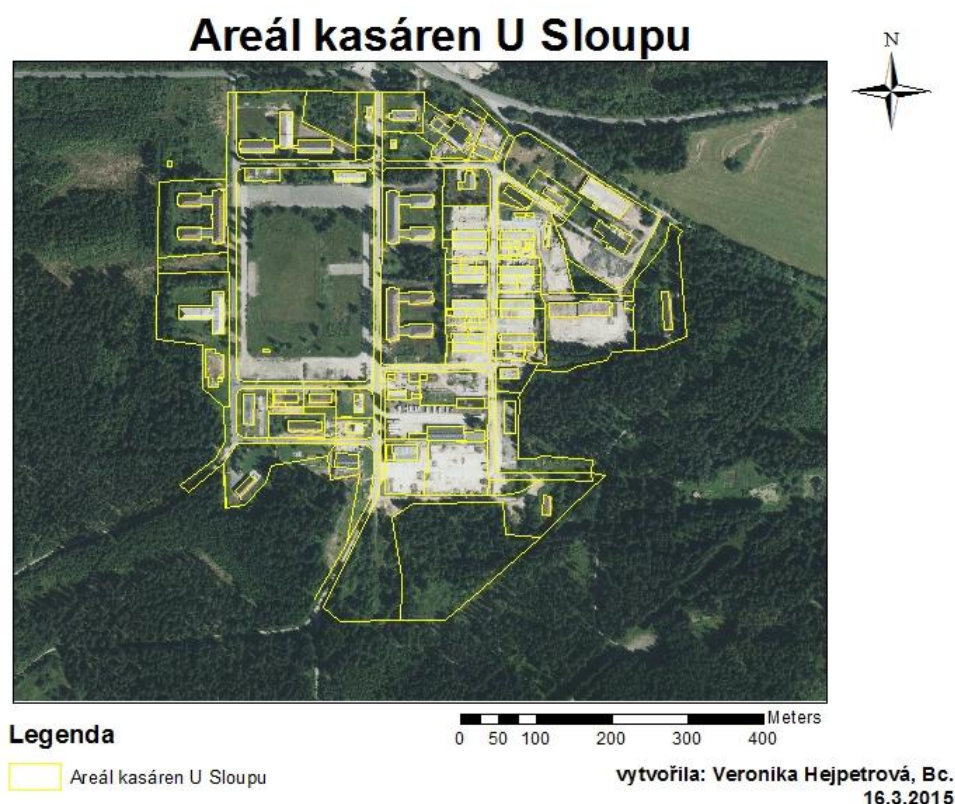 Areál kasáren U Sloupu
N
Legenda
Areál kasáren U Sloupu
Meters
0 50 100 200 300 400
vytvořila: Veronika Hejpetrová, Bc.
16.3.2015